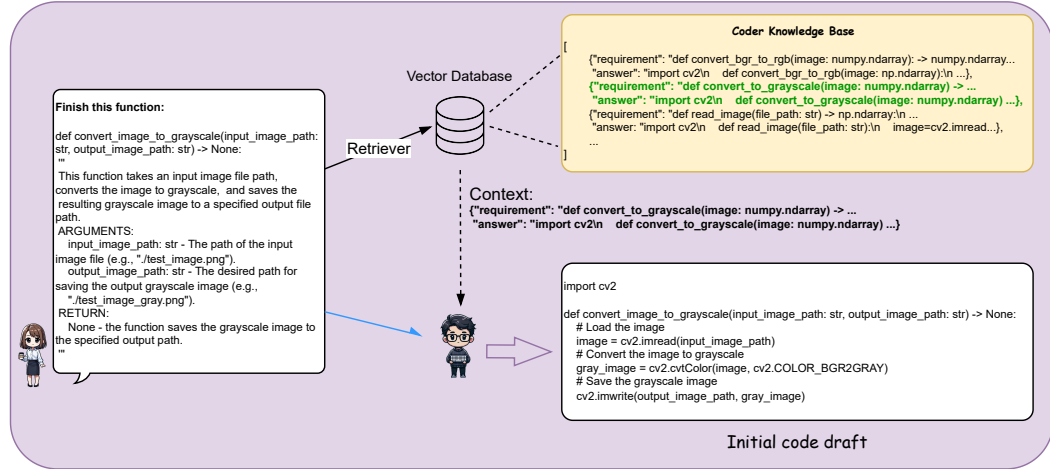 Coder Knowledge Base
[
{"requirement": "def convert_bgr_to_rgb(image: numpy.ndarray): -> numpy.ndarray...
"answer": "import cv2\n    def convert_bgr_to_rgb(image: np.ndarray):\n ...},
{"requirement": "def convert_to_grayscale(image: numpy.ndarray) -> ...
"answer": "import cv2\n    def convert_to_grayscale(image: numpy.ndarray) ...},
{"requirement": "def read_image(file_path: str) -> np.ndarray:\n ...
"answer: "import cv2\n    def read_image(file_path: str):\n    image=cv2.imread...},
...
]
Vector Database
Retriever
Finish this function:
def convert_image_to_grayscale(input_image_path:
str, output_image_path: str) -> None:
'''
This function takes an input image file path,
converts the image to grayscale,  and saves the
resulting grayscale image to a specified output file
path.
ARGUMENTS:
input_image_path: str - The path of the input
image file (e.g., "./test_image.png").
output_image_path: str - The desired path for
saving the output grayscale image (e.g.,
"./test_image_gray.png").
RETURN:
None - the function saves the grayscale image to
the specified output path.
'''
Context:
{"requirement": "def convert_to_grayscale(image: numpy.ndarray) -> ...
"answer": "import cv2\n    def convert_to_grayscale(image: numpy.ndarray) ...}
import cv2
def convert_image_to_grayscale(input_image_path: str, output_image_path: str) -> None:
# Load the image
image = cv2.imread(input_image_path)
# Convert the image to grayscale
gray_image = cv2.cvtColor(image, cv2.COLOR_BGR2GRAY)
# Save the grayscale image
cv2.imwrite(output_image_path, gray_image)
Initial code draft